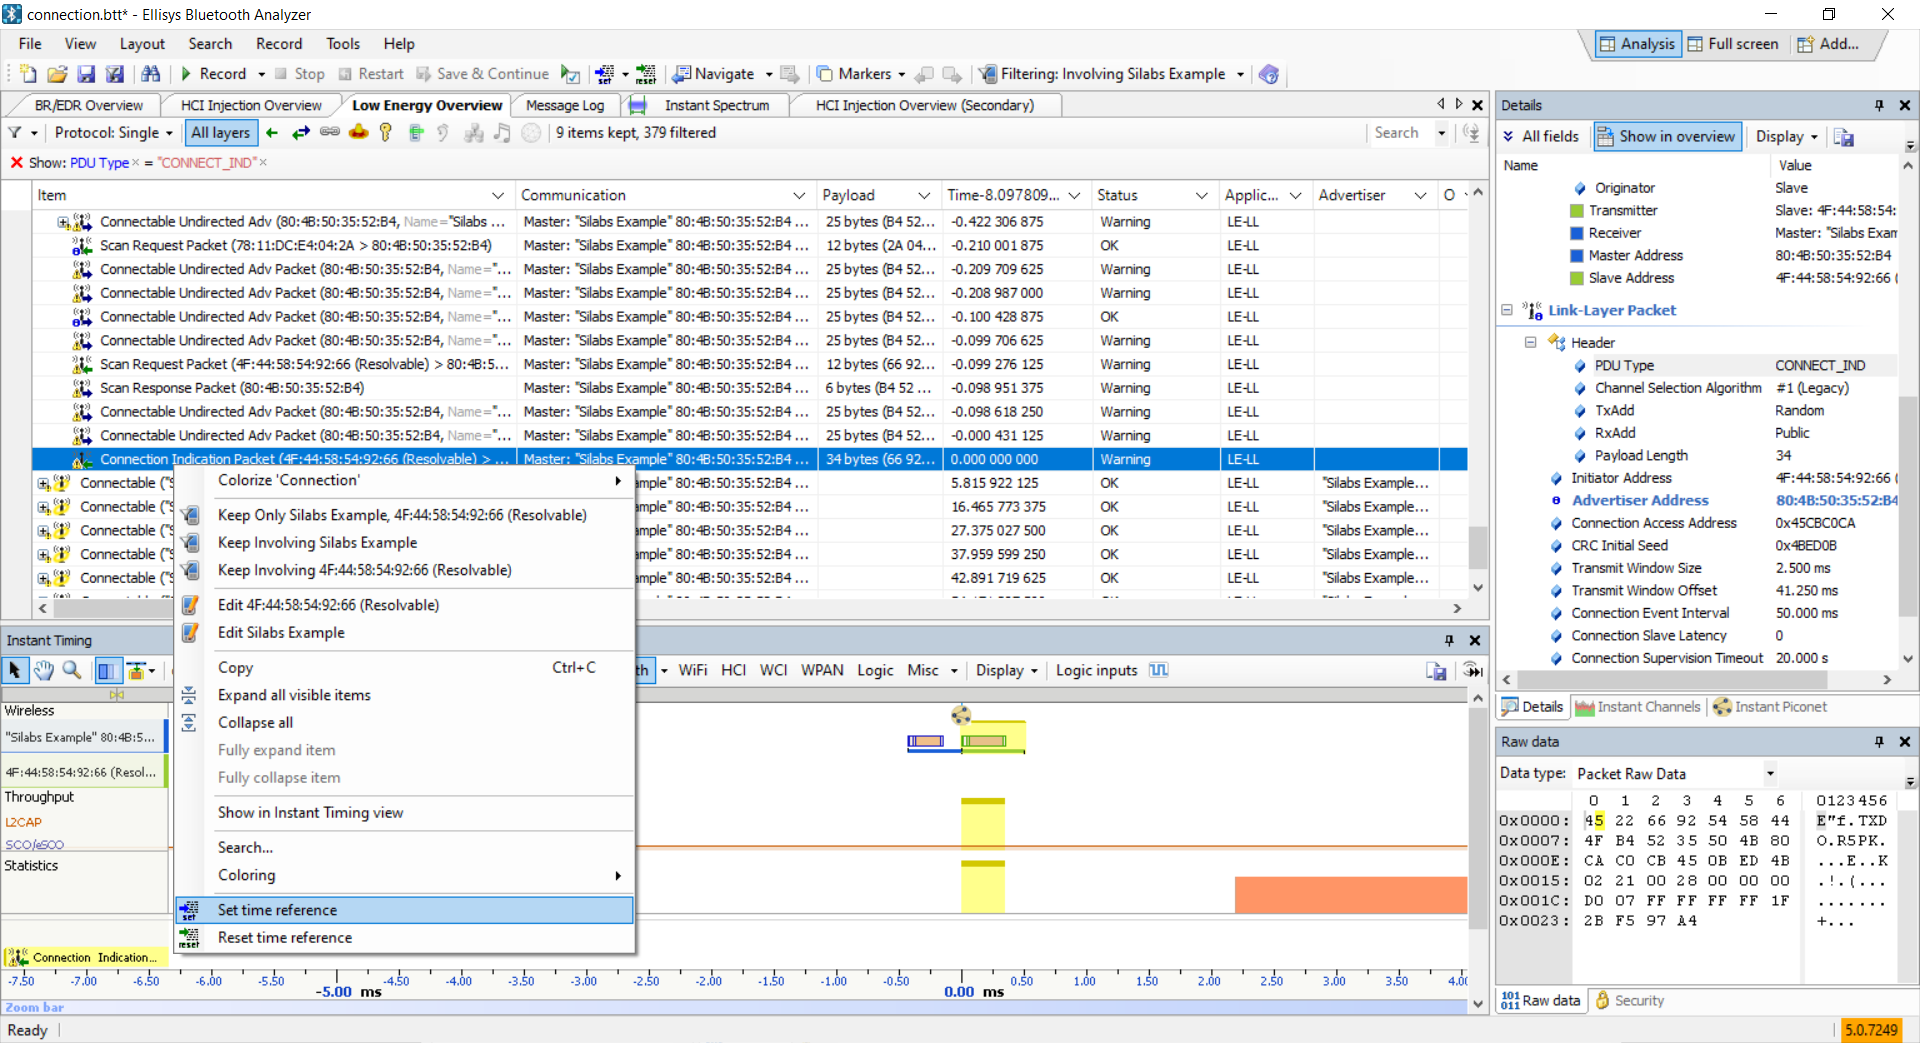 connection.btt* - Ellisys Bluetooth Analyzer
File View Layout Search Record Tools Help
Analysis Full screen Add...
Record Stop Restart Save & Continue set reset Navigate Markers Filtering: Involving Silabs Example
BR/EDR Overview HCI Injection Overview Low Energy Overview Message Log Instant Spectrum HCI Injection Overview (Secondary)
Protocol: Single All layers 9 items kept, 379 filtered Search
Show: PDU Type = "CONNECT_IND"
Item Communication Payload Time-8.097809... Status Applic... Advertiser O
Connectable Undirected Adv (80:4B:50:35:52:B4, Name="Silabs ... Master: "Silabs Example" 80:4B:50:35:52:B4 ... 25 bytes (B4 52... -0.422 306 875 Warning LE-LL
Scan Request Packet (78:11:DC:E4:04:2A > 80:4B:50:35:52:B4) Master: "Silabs Example" 80:4B:50:35:52:B4 ... 12 bytes (2A 04... -0.210 001 875 OK LE-LL
Connectable Undirected Adv Packet (80:4B:50:35:52:B4, Name="... Master: "Silabs Example" 80:4B:50:35:52:B4 ... 25 bytes (B4 52... -0.209 709 625 Warning LE-LL
Connectable Undirected Adv Packet (80:4B:50:35:52:B4, Name="... Master: "Silabs Example" 80:4B:50:35:52:B4 ... 25 bytes (B4 52... -0.208 987 000 Warning LE-LL
Connectable Undirected Adv Packet (80:4B:50:35:52:B4, Name="... Master: "Silabs Example" 80:4B:50:35:52:B4 ... 25 bytes (B4 52... -0.100 428 875 OK LE-LL
Connectable Undirected Adv Packet (80:4B:50:35:52:B4, Name="... Master: "Silabs Example" 80:4B:50:35:52:B4 ... 25 bytes (B4 52... -0.099 706 625 Warning LE-LL
Scan Request Packet (4F:44:58:54:92:66 (Resolvable) > 80:4B:5... Master: "Silabs Example" 80:4B:50:35:52:B4 ... 12 bytes (66 92... -0.099 276 125 Warning LE-LL
Scan Response Packet (80:4B:50:35:52:B4) Master: "Silabs Example" 80:4B:50:35:52:B4 ... 6 bytes (B4 52 ... -0.098 951 375 Warning LE-LL
Connectable Undirected Adv Packet (80:4B:50:35:52:B4, Name="... Master: "Silabs Example" 80:4B:50:35:52:B4 ... 25 bytes (B4 52... -0.098 618 250 Warning LE-LL
Connectable Undirected Adv Packet (80:4B:50:35:52:B4, Name="... Master: "Silabs Example" 80:4B:50:35:52:B4 ... 25 bytes (B4 52... -0.000 431 125 Warning LE-LL
Connection Indication Packet (4F:44:58:54:92:66 (Resolvable) > ... Master: "Silabs Example" 80:4B:50:35:52:B4 ... 34 bytes (66 92... 0.000 000 000 Warning LE-LL
Connectable ("S ample" 80:4B:50:35:52:B4 ... 5.815 922 125 OK LE-LL "Silabs Example...
Connectable ("S ample" 80:4B:50:35:52:B4 ... 16.465 773 375 OK LE-LL "Silabs Example...
Connectable ("S ample" 80:4B:50:35:52:B4 ... 27.375 027 500 OK LE-LL "Silabs Example...
Connectable ("S ample" 80:4B:50:35:52:B4 ... 37.959 599 250 OK LE-LL "Silabs Example...
Connectable ("S ample" 80:4B:50:35:52:B4 ... 42.891 719 625 OK LE-LL "Silabs Example...
Colorize 'Connection'
Keep Only Silabs Example, 4F:44:58:54:92:66 (Resolvable)
Keep Involving Silabs Example
Keep Involving 4F:44:58:54:92:66 (Resolvable)
Edit 4F:44:58:54:92:66 (Resolvable)
Edit Silabs Example
Copy Ctrl+C
Expand all visible items
Collapse all
Fully expand item
Fully collapse item
Show in Instant Timing view
Search...
Coloring
set Set time reference
reset Reset time reference
Instant Timing
th WiFi HCI WCI WPAN Logic Misc Display Logic inputs
Wireless
"Silabs Example" 80:4B:5...
4F:44:58:54:92:66 (Resol...
Throughput
L2CAP
SCO/eSCO
Statistics
Connection Indication...
-7.50 -7.00 -6.50 -6.00 -5.50 -5.00 ms -4.50 -4.00 -3.50 -3.00 -2.50 -2.00 -1.50 -1.00 -0.50 0.00 ms 0.50 1.00 1.50 2.00 2.50 3.00 3.50 4.00
Zoom bar
Ready
5.0.7249
Details
All fields Show in overview Display
Name Value
Originator Slave
Transmitter Slave: 4F:44:58:54:
Receiver Master: "Silabs Exam
Master Address 80:4B:50:35:52:B4
Slave Address 4F:44:58:54:92:66 (
Link-Layer Packet
Header
PDU Type CONNECT_IND
Channel Selection Algorithm #1 (Legacy)
TxAdd Random
RxAdd Public
Payload Length 34
Initiator Address 4F:44:58:54:92:66 (
Advertiser Address 80:4B:50:35:52:B4
Connection Access Address 0x45CBC0CA
CRC Initial Seed 0x4BED0B
Transmit Window Size 2.500 ms
Transmit Window Offset 41.250 ms
Connection Event Interval 50.000 ms
Connection Slave Latency 0
Connection Supervision Timeout 20.000 s
Details Instant Channels Instant Piconet
Raw data
Data type: Packet Raw Data
0 1 2 3 4 5 6 0123456
0x0000: 45 22 66 92 54 58 44 E"f.TXD
0x0007: 4F B4 52 35 50 4B 80 O.R5PK.
0x000E: CA C0 CB 45 0B ED 4B ...E..K
0x0015: 02 21 00 28 00 00 00 .!.(...
0x001C: D0 07 FF FF FF FF 1F .......
0x0023: 2B F5 97 A4 +...
101 011 Raw data Security